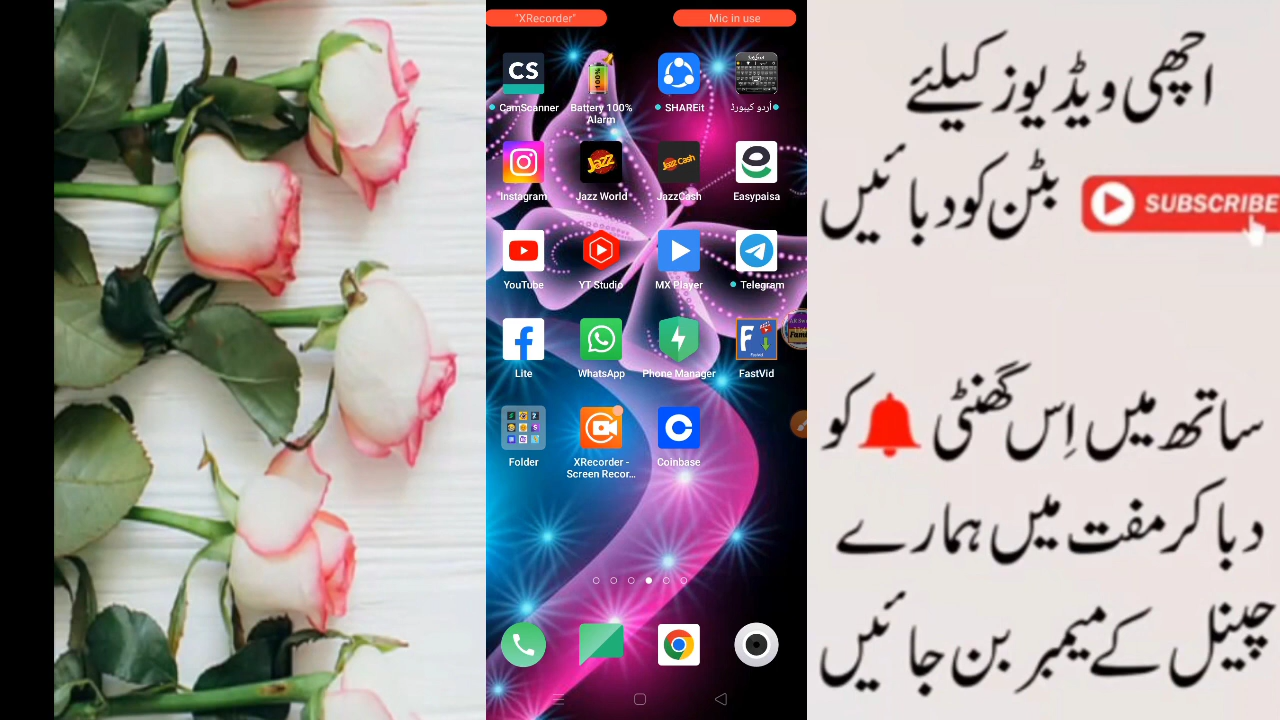 "XRecorder" Mic in use
CS
CamScanner
Battery 100%
Alarm
SHAREit
اُردو کیبورڈ
Instagram
Jazz World
JazzCash
Easypaisa
YouTube
YT Studio
MX Player
Telegram
Lite
WhatsApp
Phone Manager
FastVid
Folder
XRecorder -
Screen Recor...
Coinbase
اچھی ویڈیوز کیلئے
بٹن کو دبائیں
SUBSCRIBE
ساتھ میں اِس گھنٹی کو
دبا کر مفت میں ہمارے
چینل کے میمبر بن جائیں